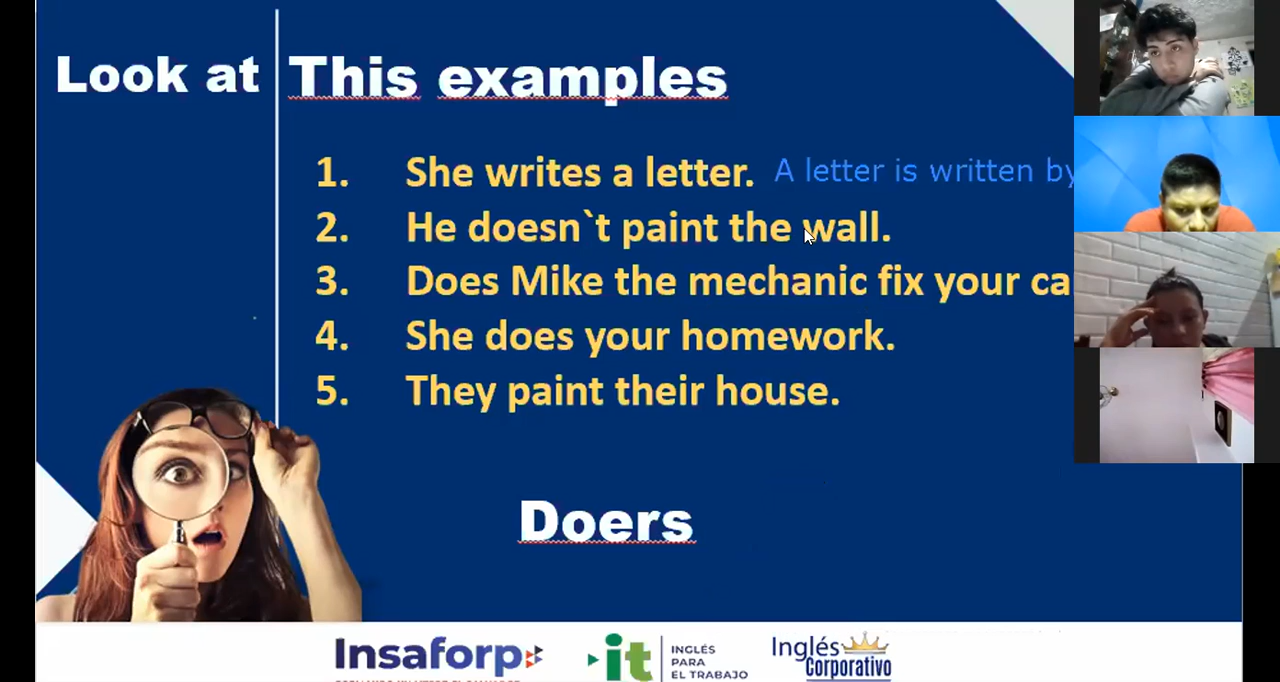 Look at This examples
1. She writes a letter. A letter is written by
2. He doesn`t paint the wall.
3. Does Mike the mechanic fix your ca
4. She does your homework.
5. They paint their house.
Doers
Insaforp
it
INGLÉS
PARA
EL TRABAJO
Inglés
Corporativo